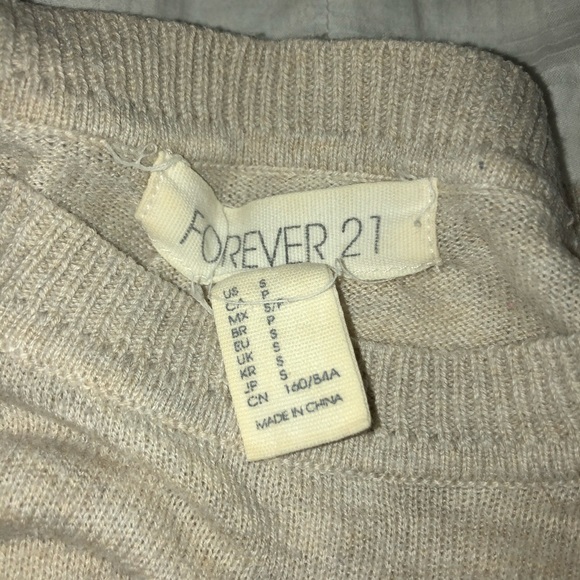 FOREVER 21
US S
CA S/P
MX P
BR P
EU S
UK S
KR S
JP S
CN 160/84A
MADE IN CHINA